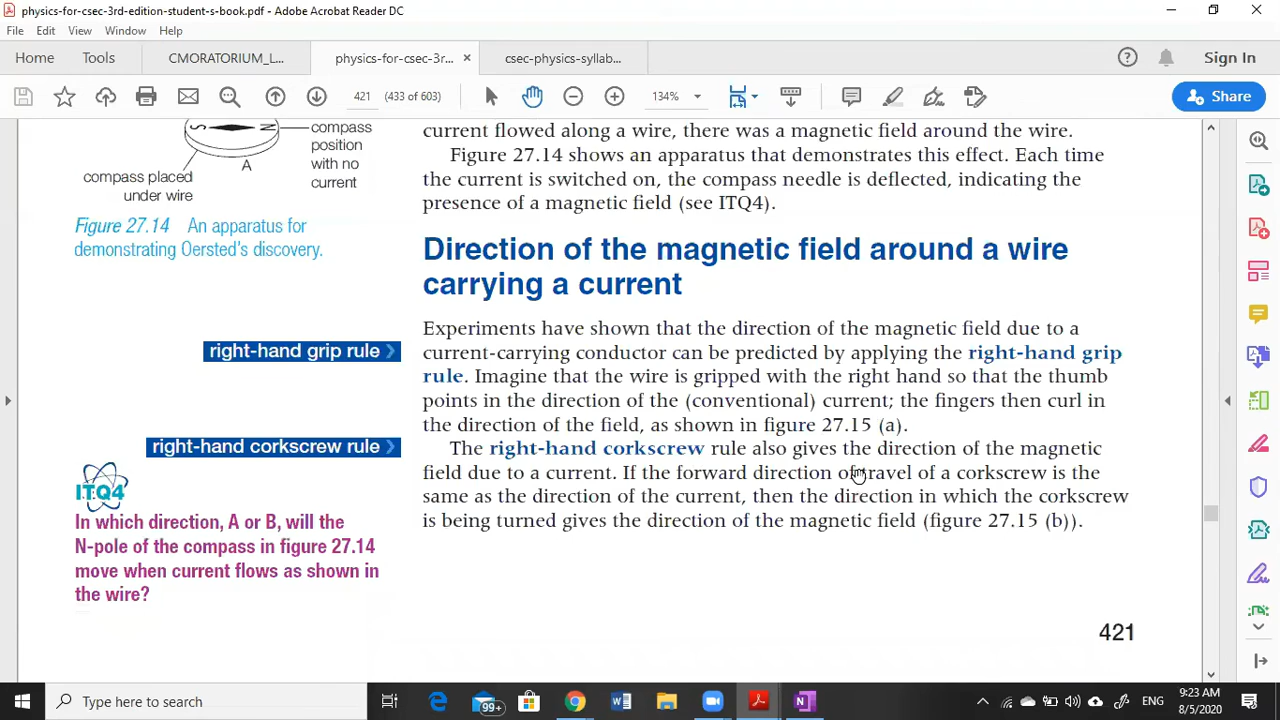 physics-for-csec-3rd-edition-student-s-book.pdf - Adobe Acrobat Reader DC
File Edit View Window Help
Home Tools CMORATORIUM_L... physics-for-csec-3r... × csec-physics-syllab... Sign In
421 (433 of 603) 134% Share
S N
compass position with no current
A
compass placed under wire
Figure 27.14 An apparatus for
demonstrating Oersted's discovery.
right-hand grip rule
right-hand corkscrew rule
ITQ4
In which direction, A or B, will the
N-pole of the compass in figure 27.14
move when current flows as shown in
the wire?
current flowed along a wire, there was a magnetic field around the wire.
Figure 27.14 shows an apparatus that demonstrates this effect. Each time
the current is switched on, the compass needle is deflected, indicating the
presence of a magnetic field (see ITQ4).
Direction of the magnetic field around a wire
carrying a current
Experiments have shown that the direction of the magnetic field due to a
current-carrying conductor can be predicted by applying the right-hand grip
rule. Imagine that the wire is gripped with the right hand so that the thumb
points in the direction of the (conventional) current; the fingers then curl in
the direction of the field, as shown in figure 27.15 (a).
The right-hand corkscrew rule also gives the direction of the magnetic
field due to a current. If the forward direction of travel of a corkscrew is the
same as the direction of the current, then the direction in which the corkscrew
is being turned gives the direction of the magnetic field (figure 27.15 (b)).
421
Type here to search
99+
ENG
9:23 AM
8/5/2020